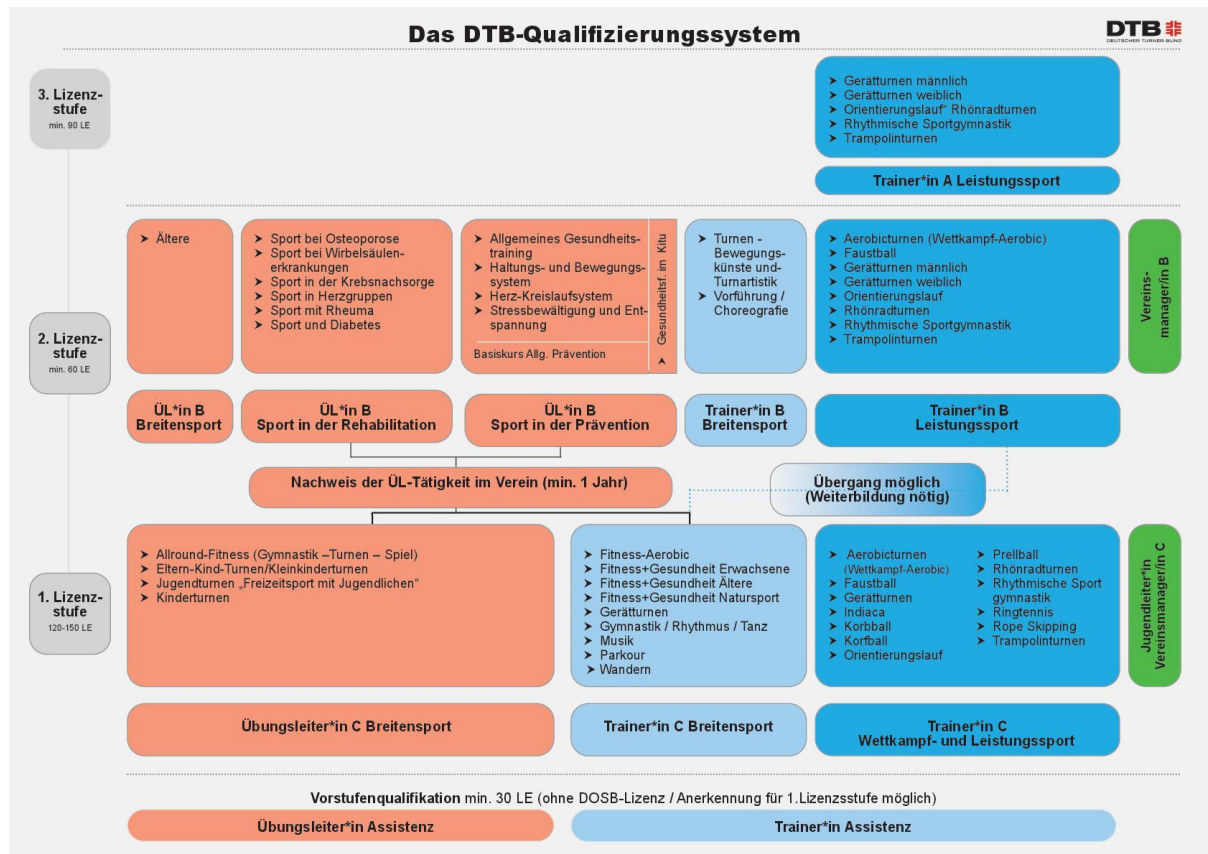 Das DTB-Qualifizierungssystem
DTB
DEUTSCHER TURNER-BUND
3. Lizenz-
stufe
min. 90 LE
➤ Gerätturnen männlich
➤ Gerätturnen weiblich
➤ Orientierungslauf" Rhönradturnen
➤ Rhythmische Sportgymnastik
➤ Trampolinturnen
Trainer*in A Leistungssport
2. Lizenz-
stufe
min. 60 LE
➤ Ältere
➤ Sport bei Osteoporose
➤ Sport bei Wirbelsäulen-
erkrankungen
➤ Sport in der Krebsnachsorge
➤ Sport in Herzgruppen
➤ Sport mit Rheuma
➤ Sport und Diabetes
➤ Allgemeines Gesundheits-
training
➤ Haltungs- und Bewegungs-
system
➤ Herz-Kreislaufsystem
➤ Stressbewältigung und Ent-
spannung
Basiskurs Allg. Prävention
➤ Gesundheitsf. im Kitu
➤ Turnen -
Bewegungs-
künste und-
Turnartistik
➤ Vorführung /
Choreografie
➤ Aerobicturnen (Wettkampf-Aerobic)
➤ Faustball
➤ Gerätturnen männlich
➤ Gerätturnen weiblich
➤ Orientierungslauf
➤ Rhönradturnen
➤ Rhythmische Sportgymnastik
➤ Trampolinturnen
Vereins-
manager/in B
ÜL*in B
Breitensport
ÜL*in B
Sport in der Rehabilitation
ÜL*in B
Sport in der Prävention
Trainer*in B
Breitensport
Trainer*in B
Leistungssport
Nachweis der ÜL-Tätigkeit im Verein (min. 1 Jahr)
Übergang möglich
(Weiterbildung nötig)
1. Lizenz-
stufe
120-150 LE
➤ Allround-Fitness (Gymnastik –Turnen – Spiel)
➤ Eltern-Kind-Turnen/Kleinkinderturnen
➤ Jugendturnen „Freizeitsport mit Jugendlichen“
➤ Kinderturnen
➤ Fitness-Aerobic
➤ Fitness+Gesundheit Erwachsene
➤ Fitness+Gesundheit Ältere
➤ Fitness+Gesundheit Natursport
➤ Gerätturnen
➤ Gymnastik / Rhythmus / Tanz
➤ Musik
➤ Parkour
➤ Wandern
➤ Aerobicturnen
(Wettkampf-Aerobic)
➤ Faustball
➤ Gerätturnen
➤ Indiaca
➤ Korbball
➤ Korfball
➤ Orientierungslauf
➤ Prellball
➤ Rhönradturnen
➤ Rhythmische Sport
gymnastik
➤ Ringtennis
➤ Rope Skipping
➤ Trampolinturnen
Jugendleiter*in
Vereinsmanager/in C
Übungsleiter*in C Breitensport
Trainer*in C Breitensport
Trainer*in C
Wettkampf- und Leistungssport
Vorstufenqualifikation min. 30 LE (ohne DOSB-Lizenz / Anerkennung für 1.Lizenzsstufe möglich)
Übungsleiter*in Assistenz
Trainer*in Assistenz